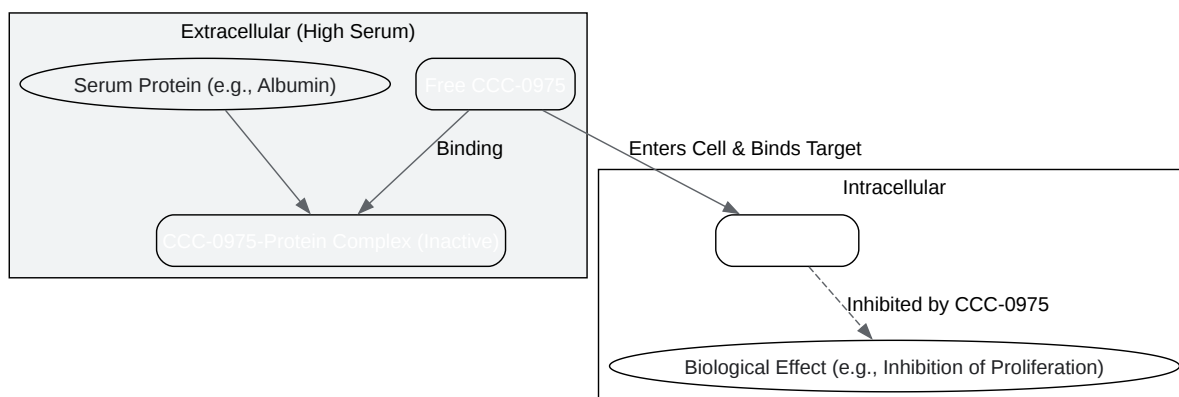 Extracellular (High Serum)
Serum Protein (e.g., Albumin)
Free CCC-0975
Binding
Enters Cell & Binds Target
Intracellular
CCC-0975-Protein Complex (Inactive)
Inhibited by CCC-0975
Biological Effect (e.g., Inhibition of Proliferation)